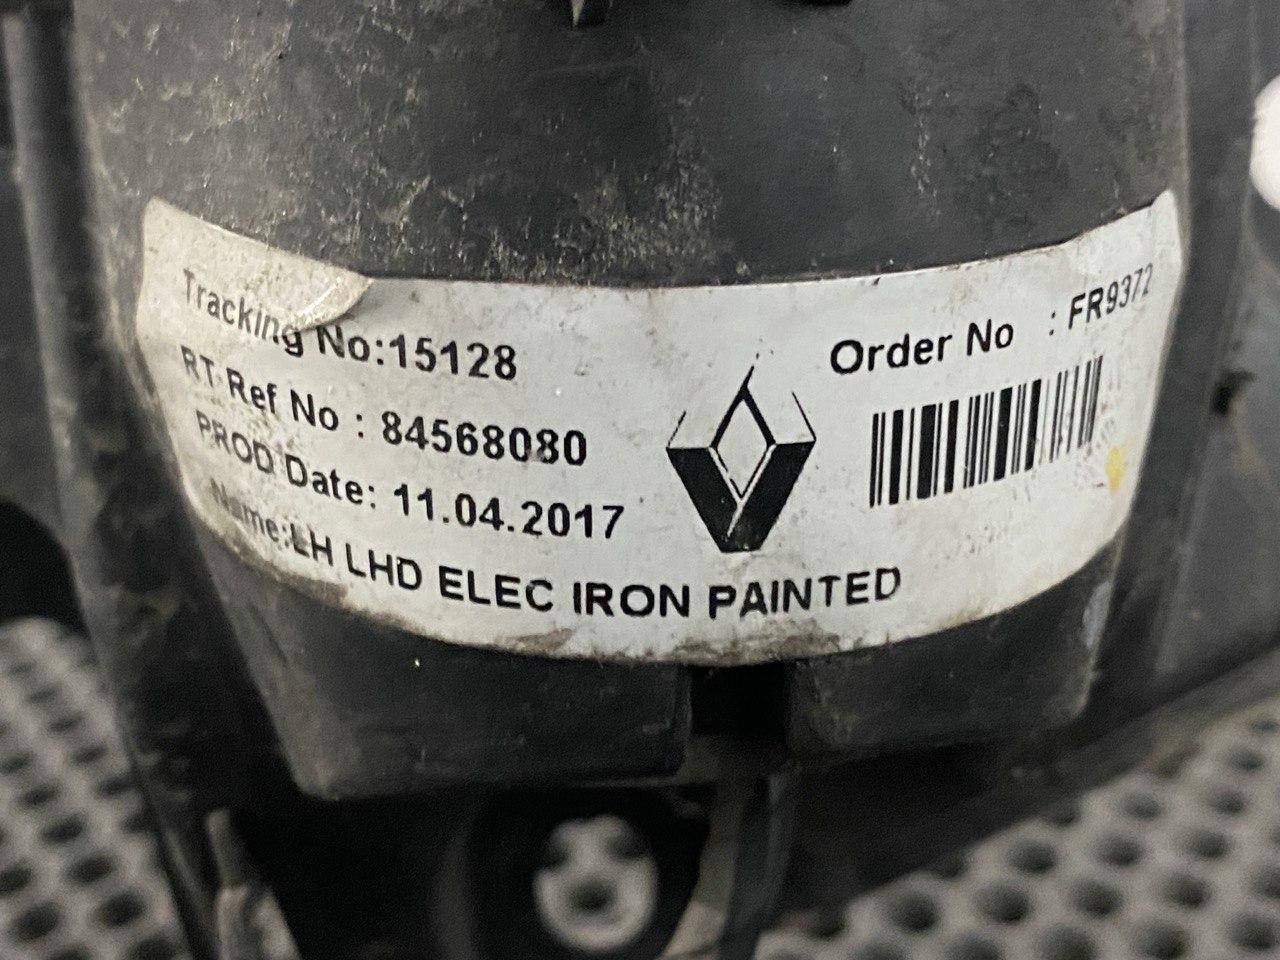 Tracking No:15128
RT Ref No : 84568080
PROD Date: 11.04.2017
Name:LH LHD ELEC IRON PAINTED
Order No : FR9372